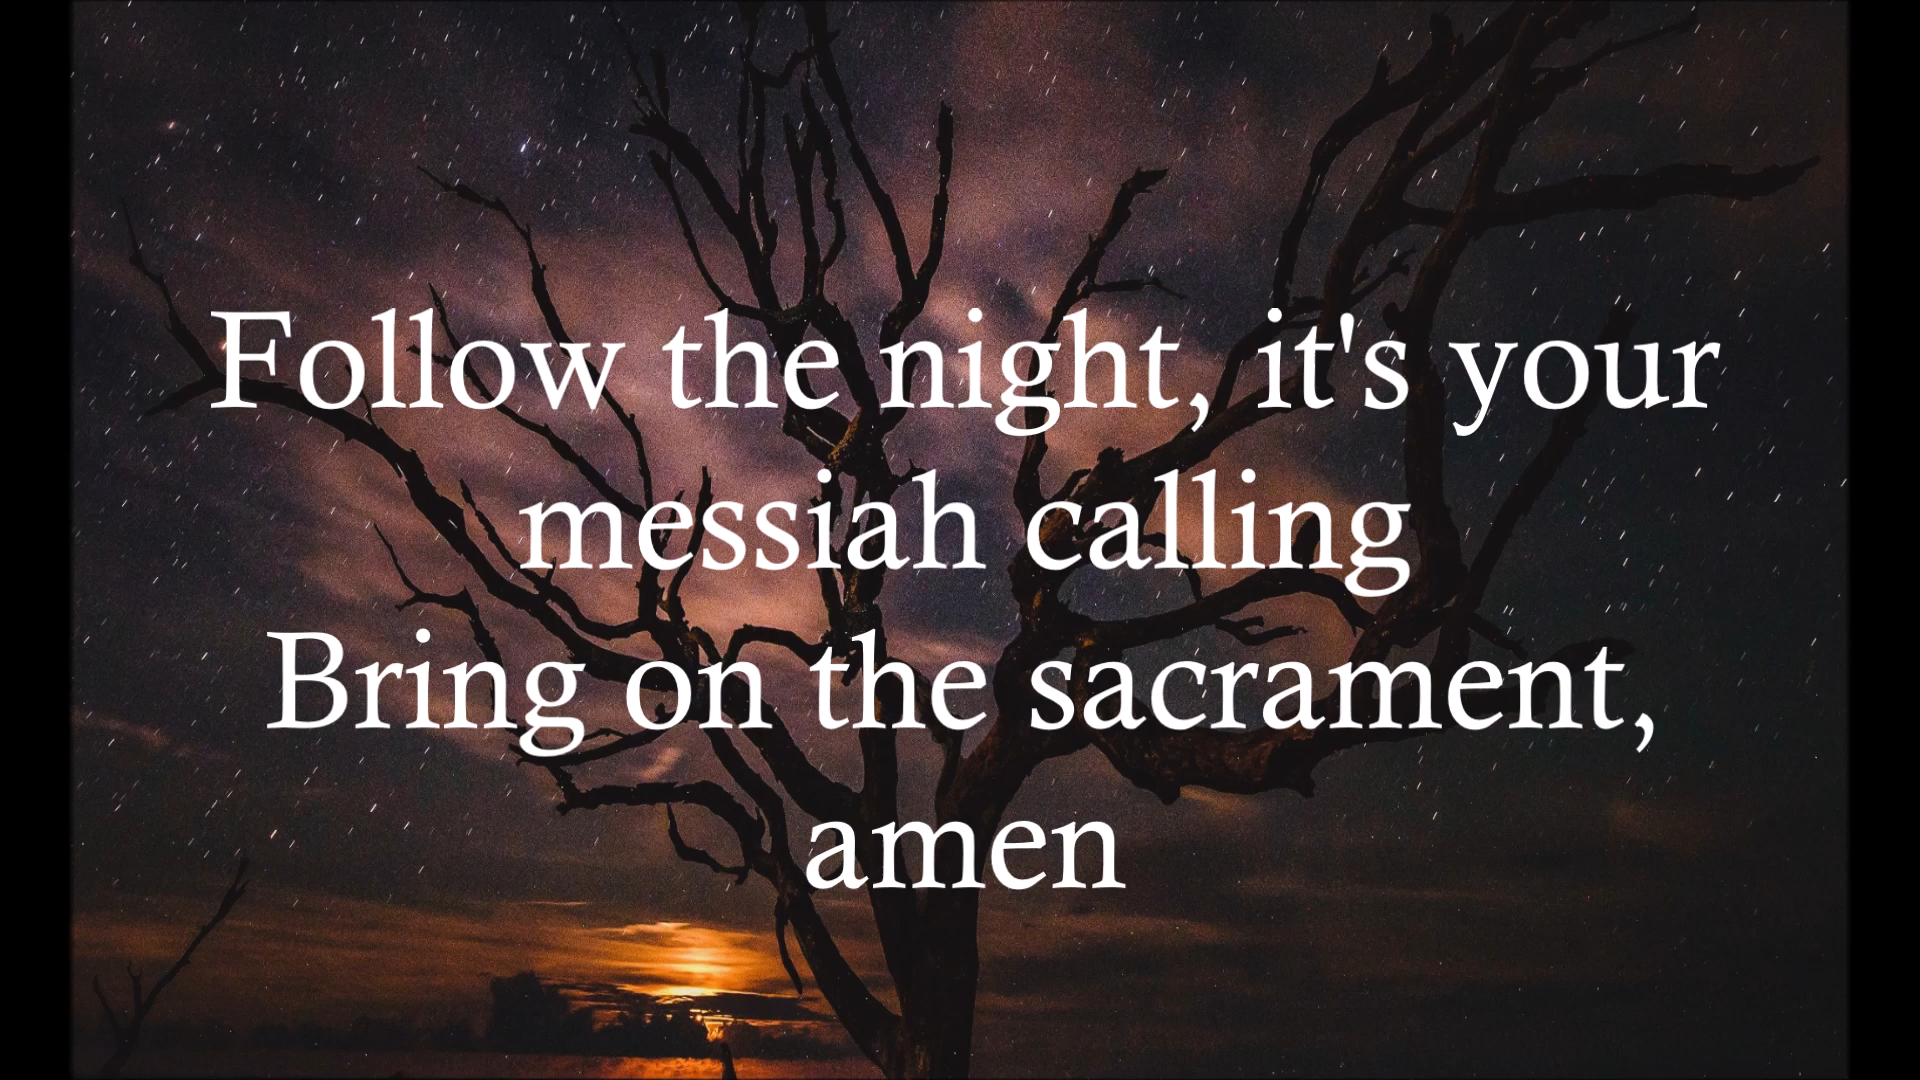 Follow the night, it's your
messiah calling
Bring on the sacrament,
amen